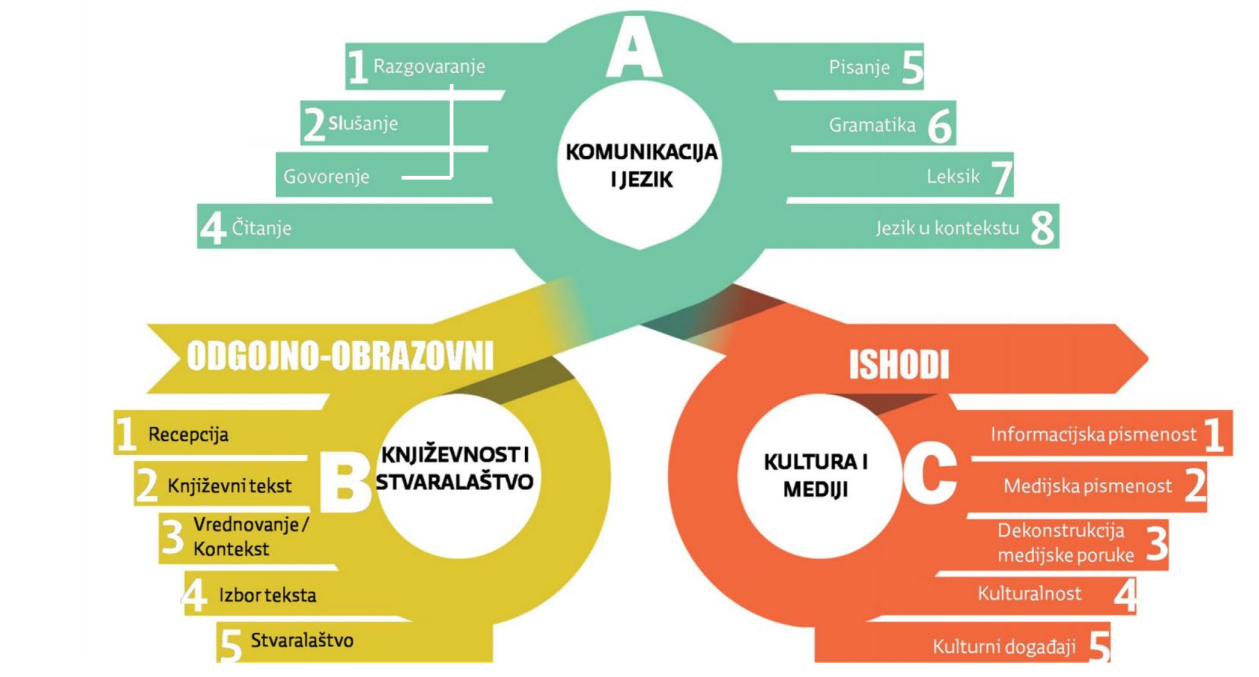 A
KOMUNIKACIJA
I JEZIK
1 Razgovaranje
2 Slušanje
Govorenje
4 Čitanje
Pisanje 5
Gramatika 6
Leksik 7
Jezik u kontekstu 8
ODGOJNO-OBRAZOVNI
ISHODI
B
KNJIŽEVNOST I
STVARALAŠTVO
1 Recepcija
2 Književni tekst
3 Vrednovanje /
Kontekst
4 Izbor teksta
5 Stvaralaštvo
KULTURA I
MEDIJI
C
Informacijska pismenost 1
Medijska pismenost 2
Dekonstrukcija
medijske poruke 3
Kulturalnost 4
Kulturni događaji 5